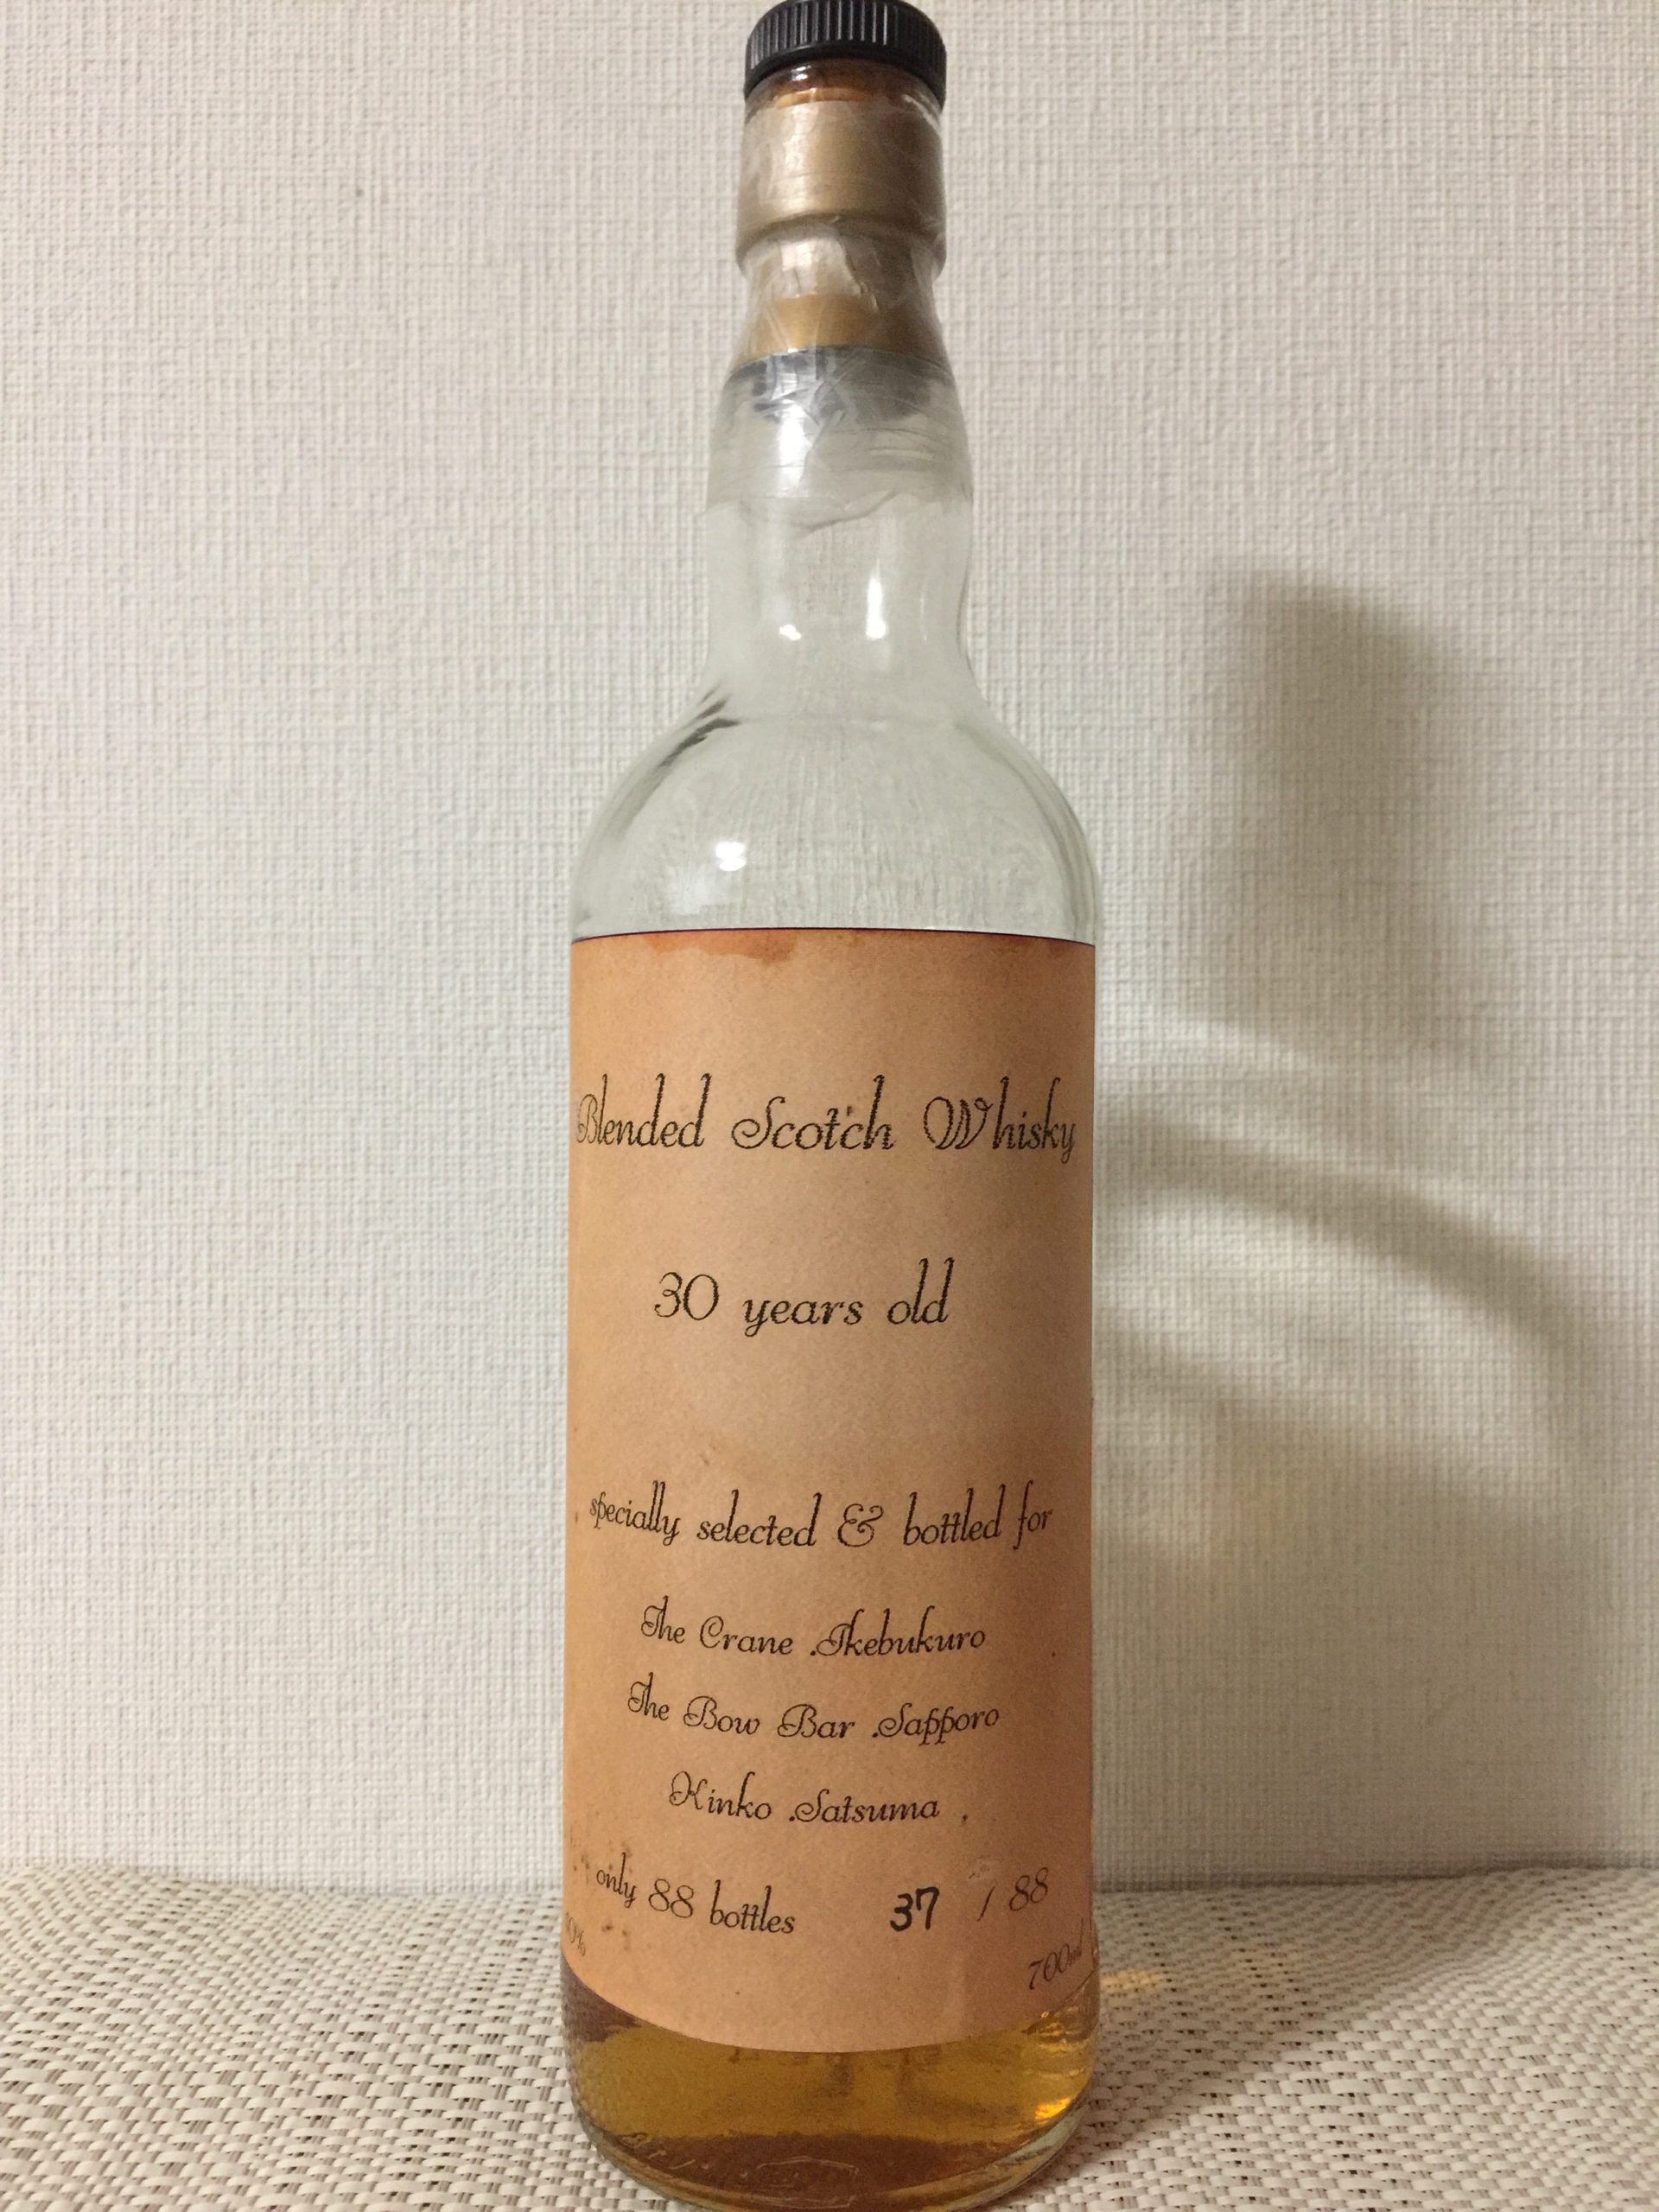 Blended Scotch Whisky
30 years old
specially selected & bottled for
The Crane .Ikebukuro
The Bow Bar .Sapporo
Kinko .Satsuma
only 88 bottles 37 / 88
700ml